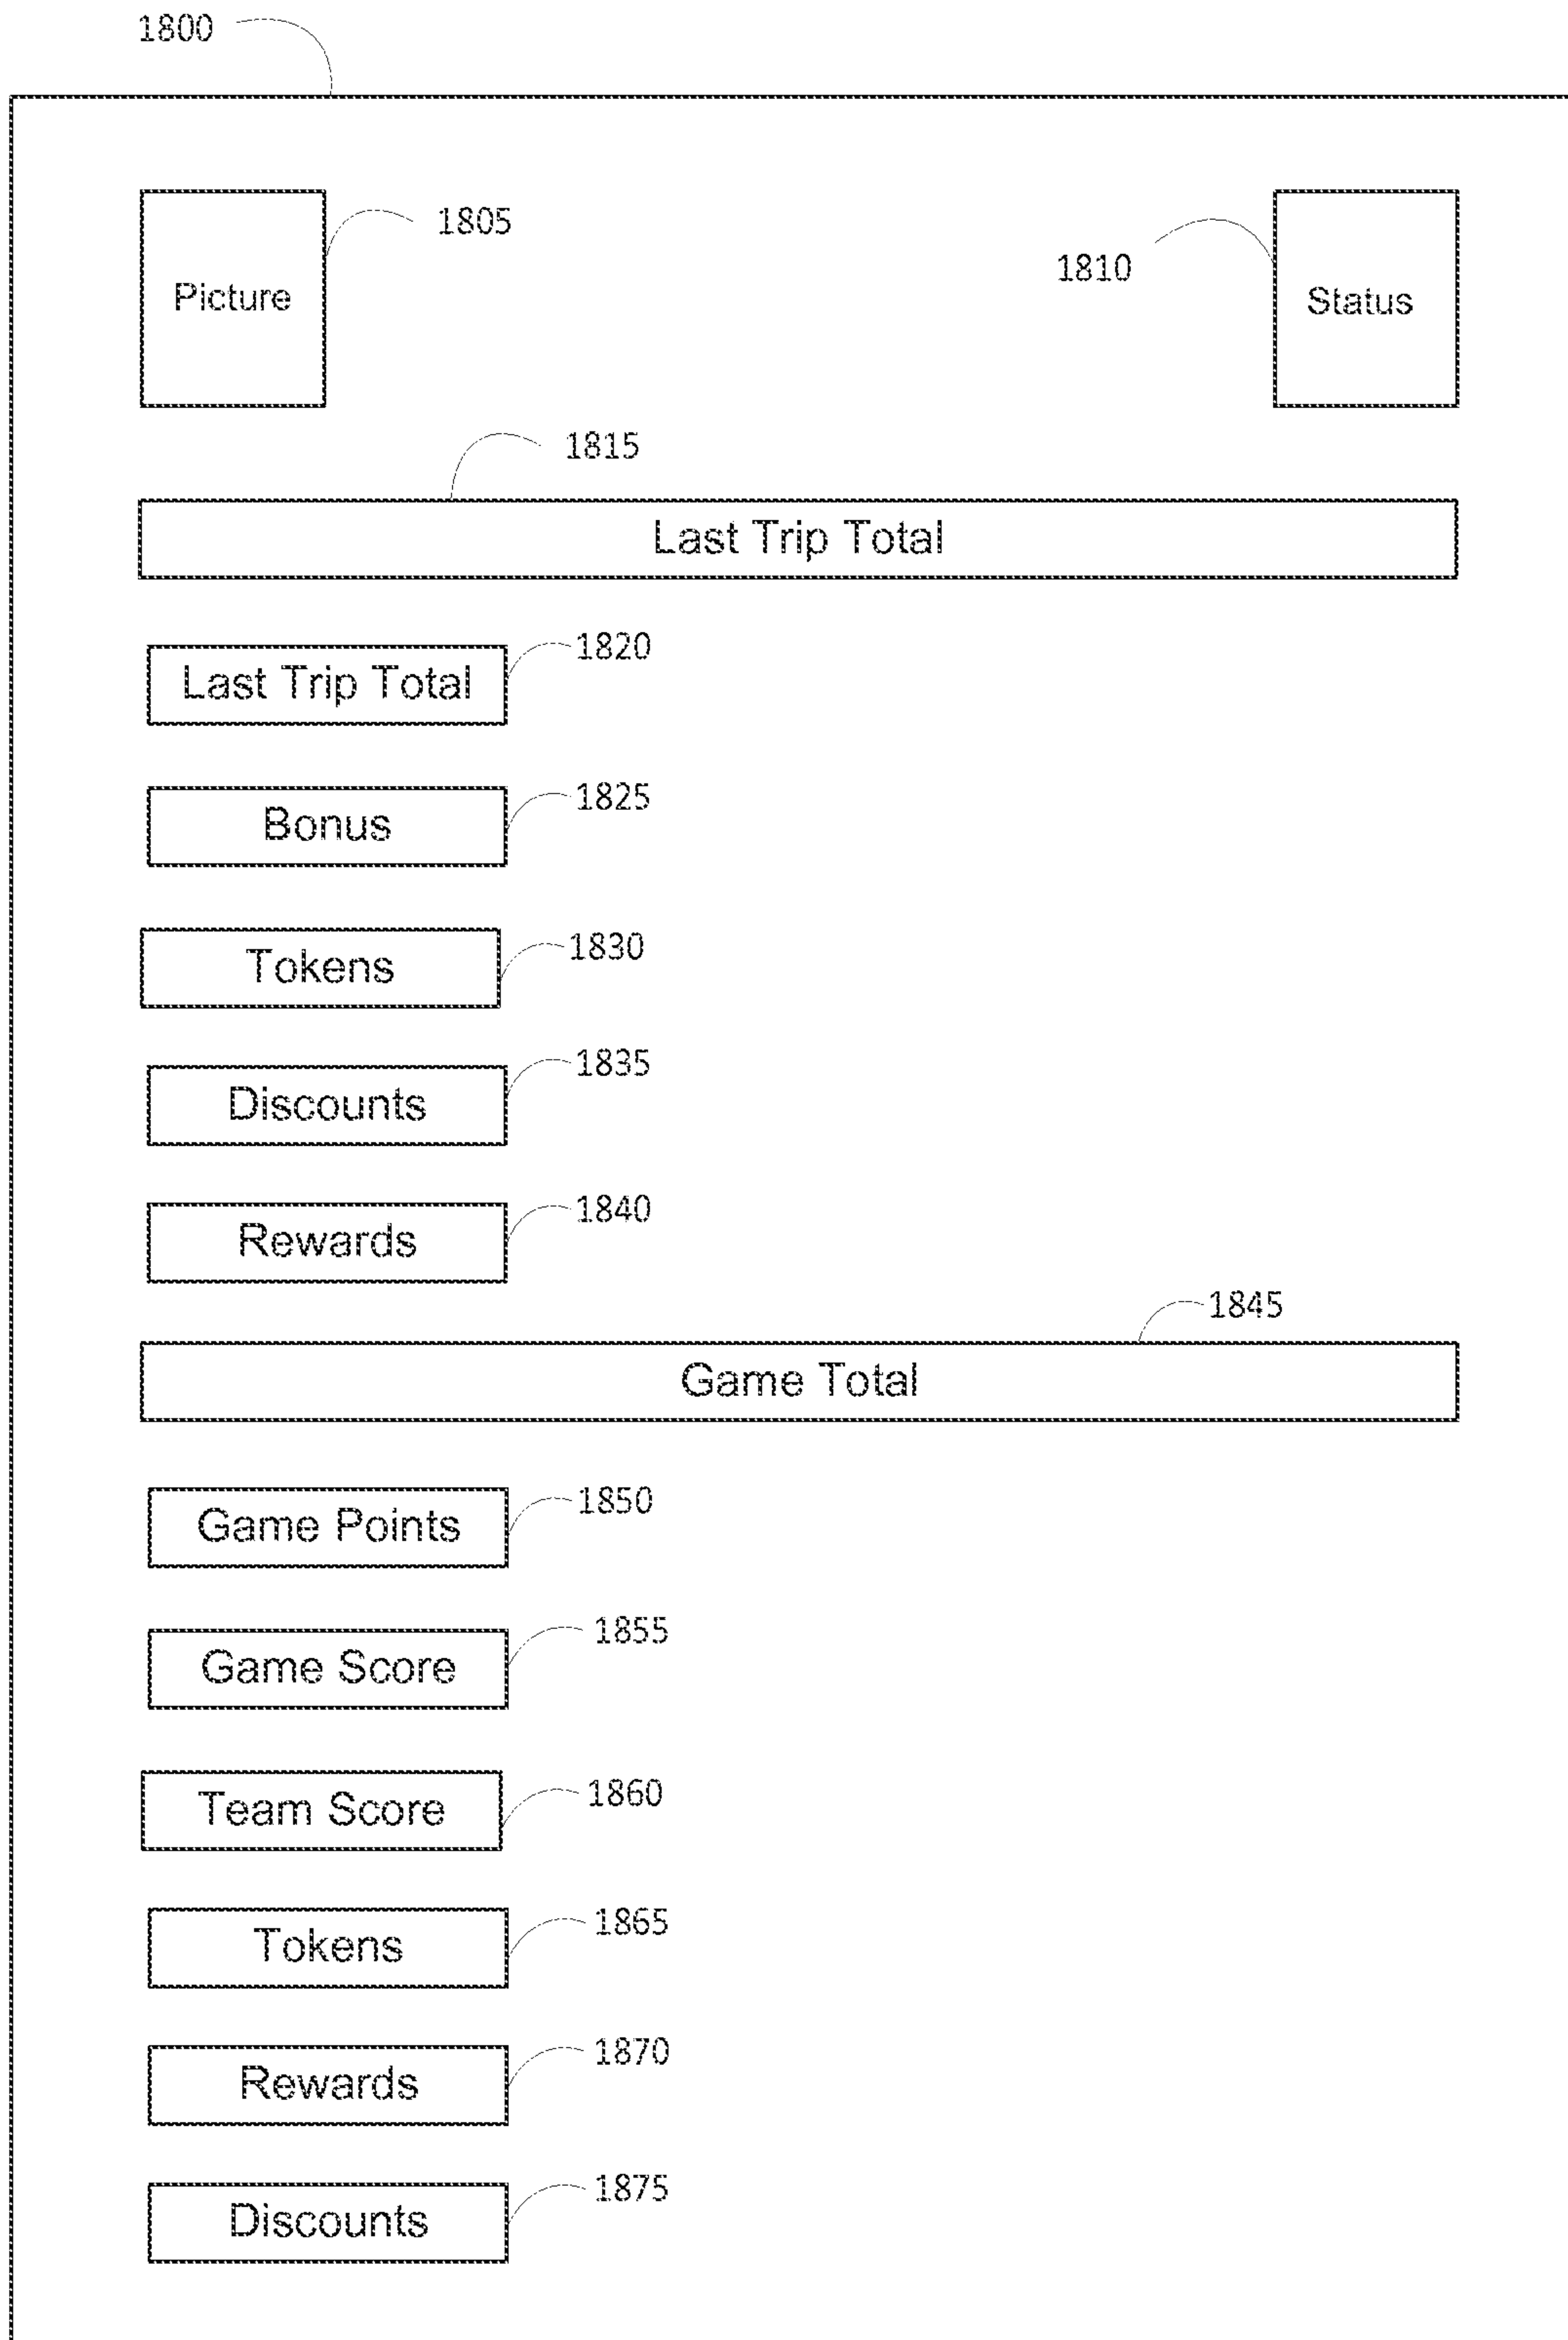 1800
Picture
1805
1810
Status
1815
Last Trip Total
Last Trip Total
1820
Bonus
1825
Tokens
1830
Discounts
1835
Rewards
1840
1845
Game Total
Game Points
1850
Game Score
1855
Team Score
1860
Tokens
1865
Rewards
1870
Discounts
1875